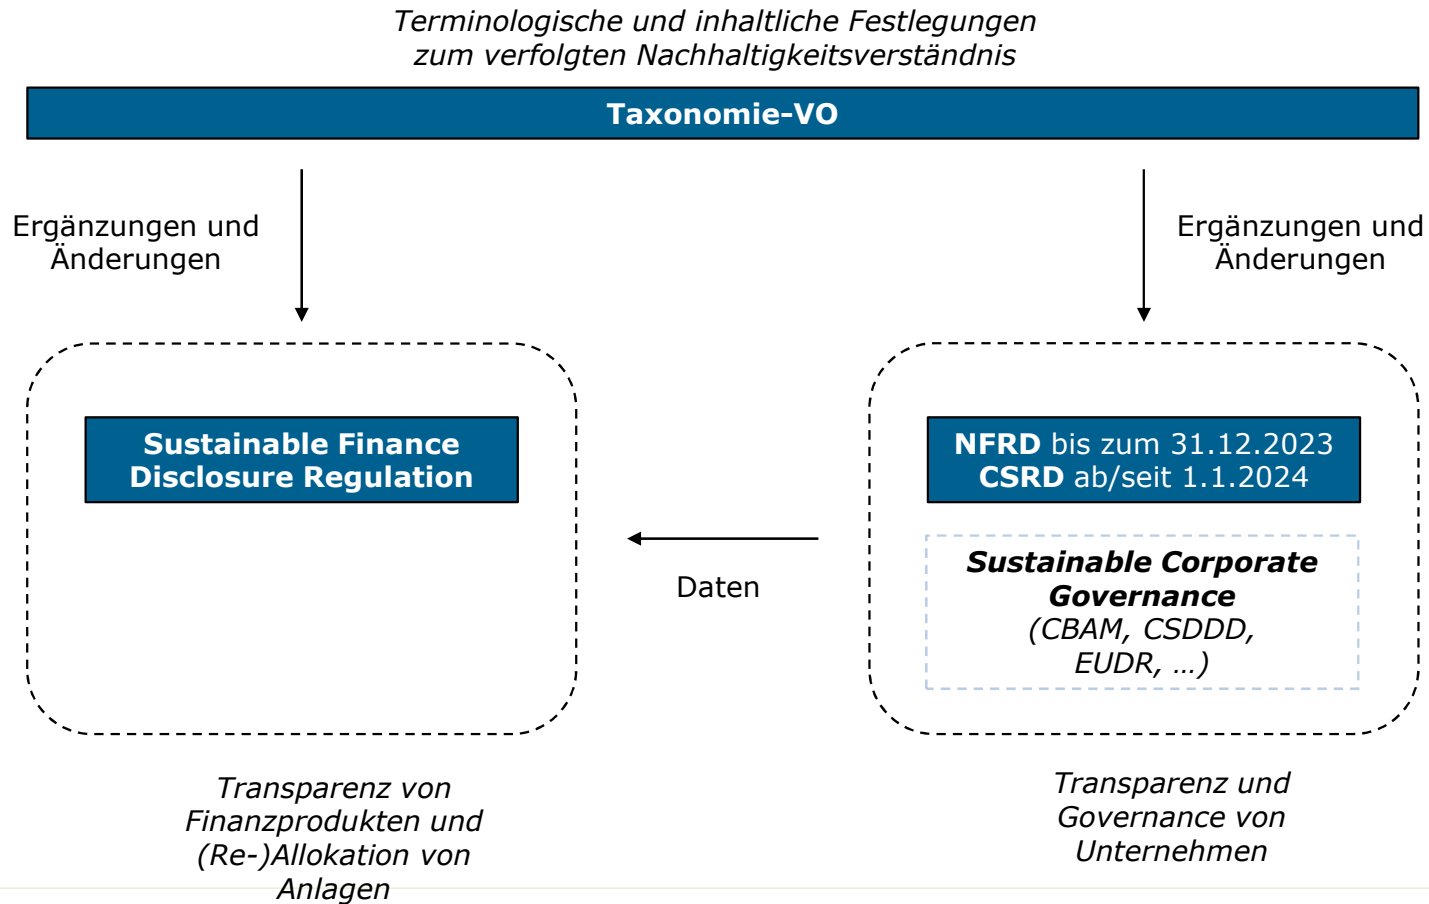 Terminologische und inhaltliche Festlegungen
zum verfolgten Nachhaltigkeitsverständnis
Taxonomie-VO
Ergänzungen und
Änderungen
Ergänzungen und
Änderungen
Sustainable Finance
Disclosure Regulation
NFRD bis zum 31.12.2023
CSRD ab/seit 1.1.2024
Daten
Sustainable Corporate
Governance
(CBAM, CSDDD,
EUDR, …)
Transparenz von
Finanzprodukten und
(Re-)Allokation von
Anlagen
Transparenz und
Governance von
Unternehmen